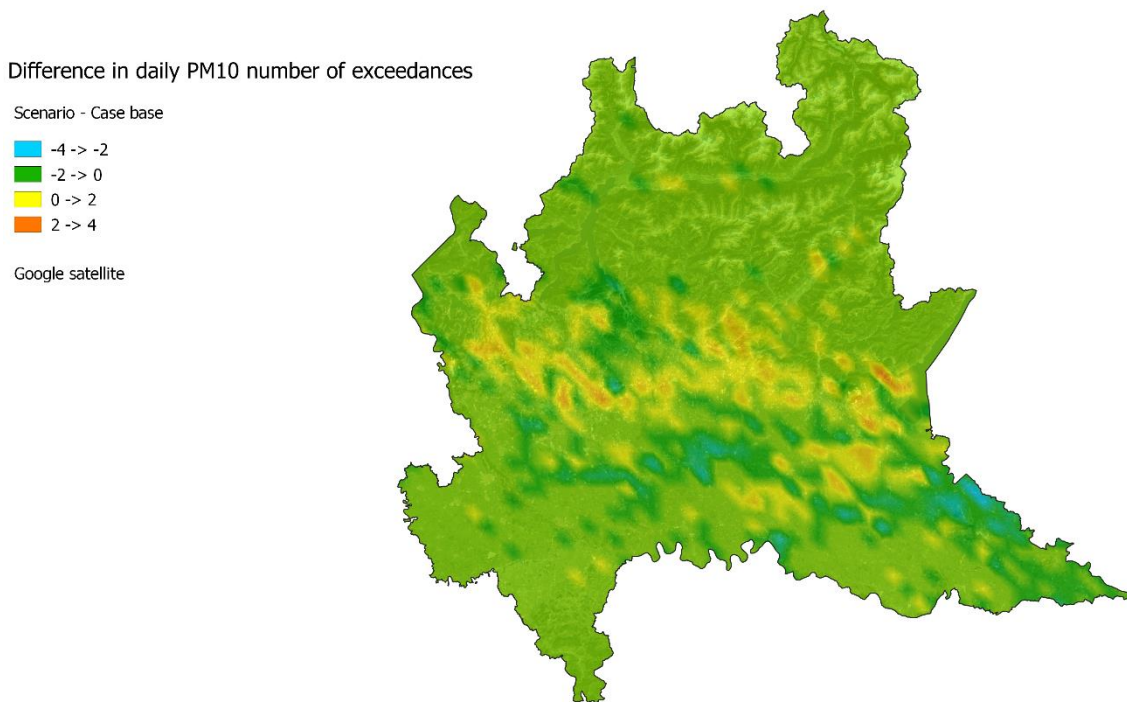 Difference in daily PM10 number of exceedances
Scenario - Case base
-4 -> -2
-2 -> 0
0 -> 2
2 -> 4
Google satellite